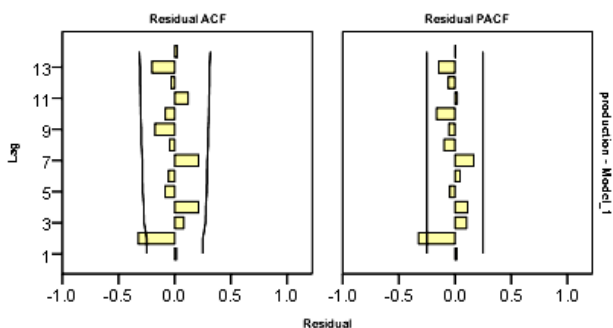 Residual ACF
Residual PACF
13
11
9
7
5
3
1
Lag
-1.0 -0.5 0.0 0.5 1.0
-1.0 -0.5 0.0 0.5 1.0
Residual
production - Model_1